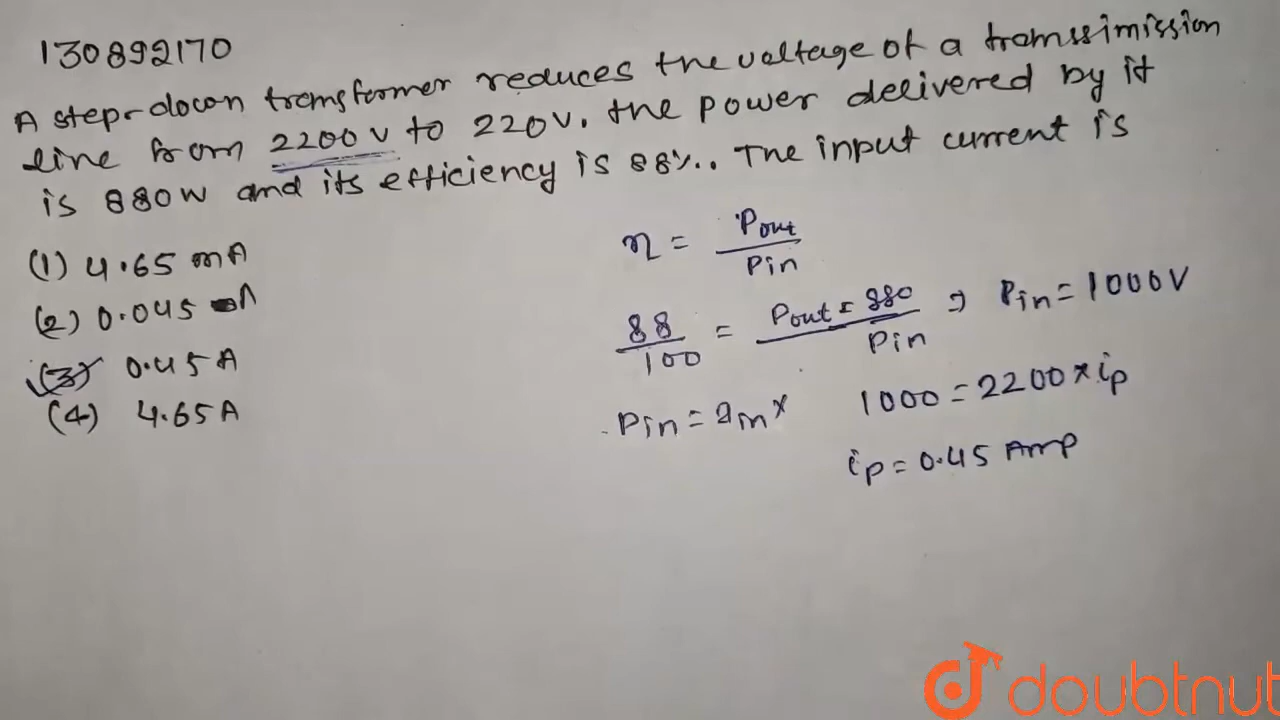 130892170
A step-down transformer reduces the voltage of a transsimission
line from 2200 V to 220V. the power delivered by it
is 880W and its efficiency is 88%. The input current is
(1) 4.65 mA
(2) 0.045 A
(3) 0.45 A
(4) 4.65A
η = Pout / Pin
88 / 100 = Pout = 880 / Pin ⇒ Pin = 1000V
Pin = in ×
1000 = 2200 × ip
ip = 0.45 Amp
doubtnut